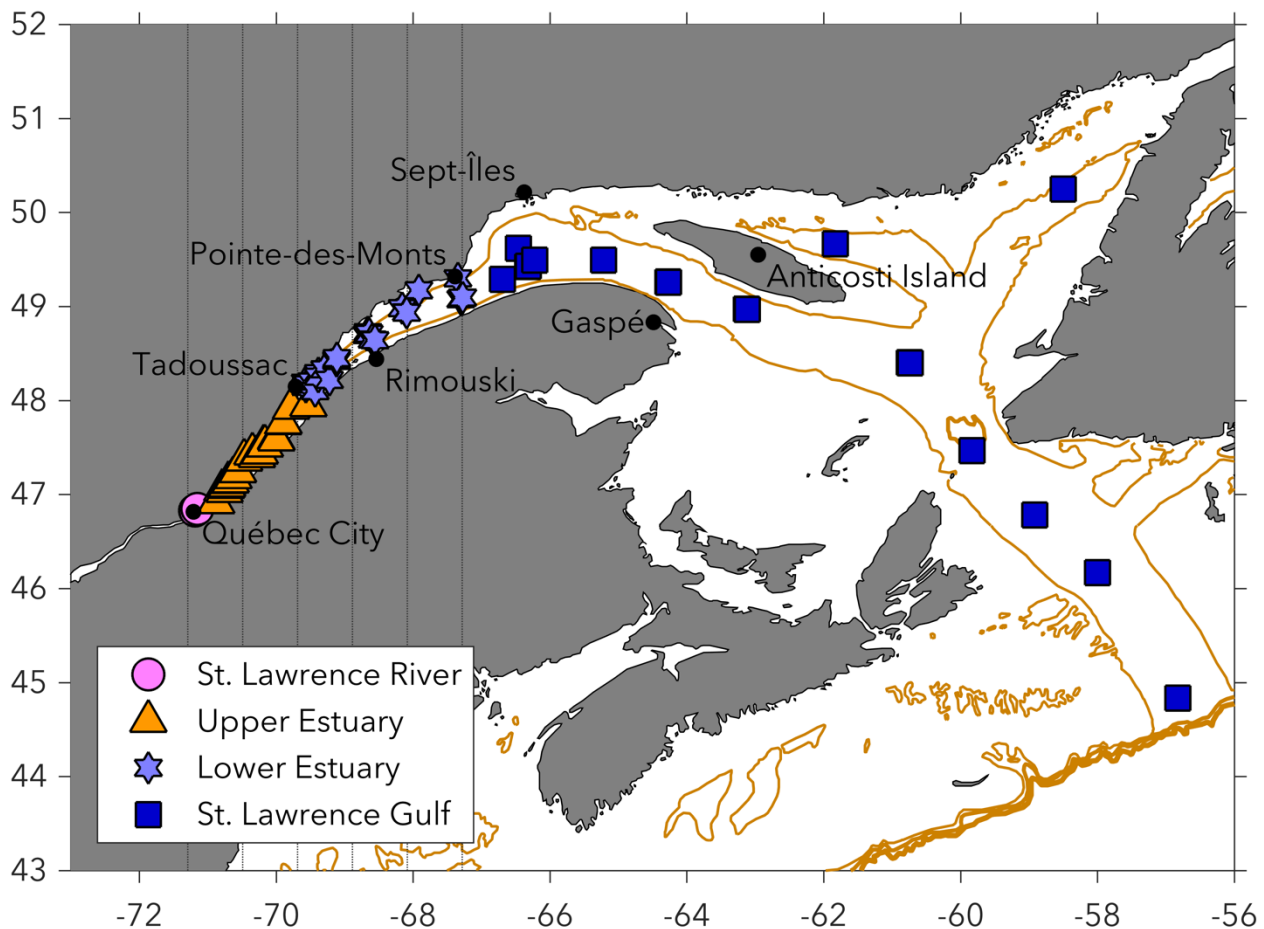 52
51
50
49
48
47
46
45
44
43
Sept-Îles
Pointe-des-Monts
Anticosti Island
Gaspé
Tadoussac
Rimouski
Québec City
St. Lawrence River
Upper Estuary
Lower Estuary
St. Lawrence Gulf
-72 -70 -68 -66 -64 -62 -60 -58 -56